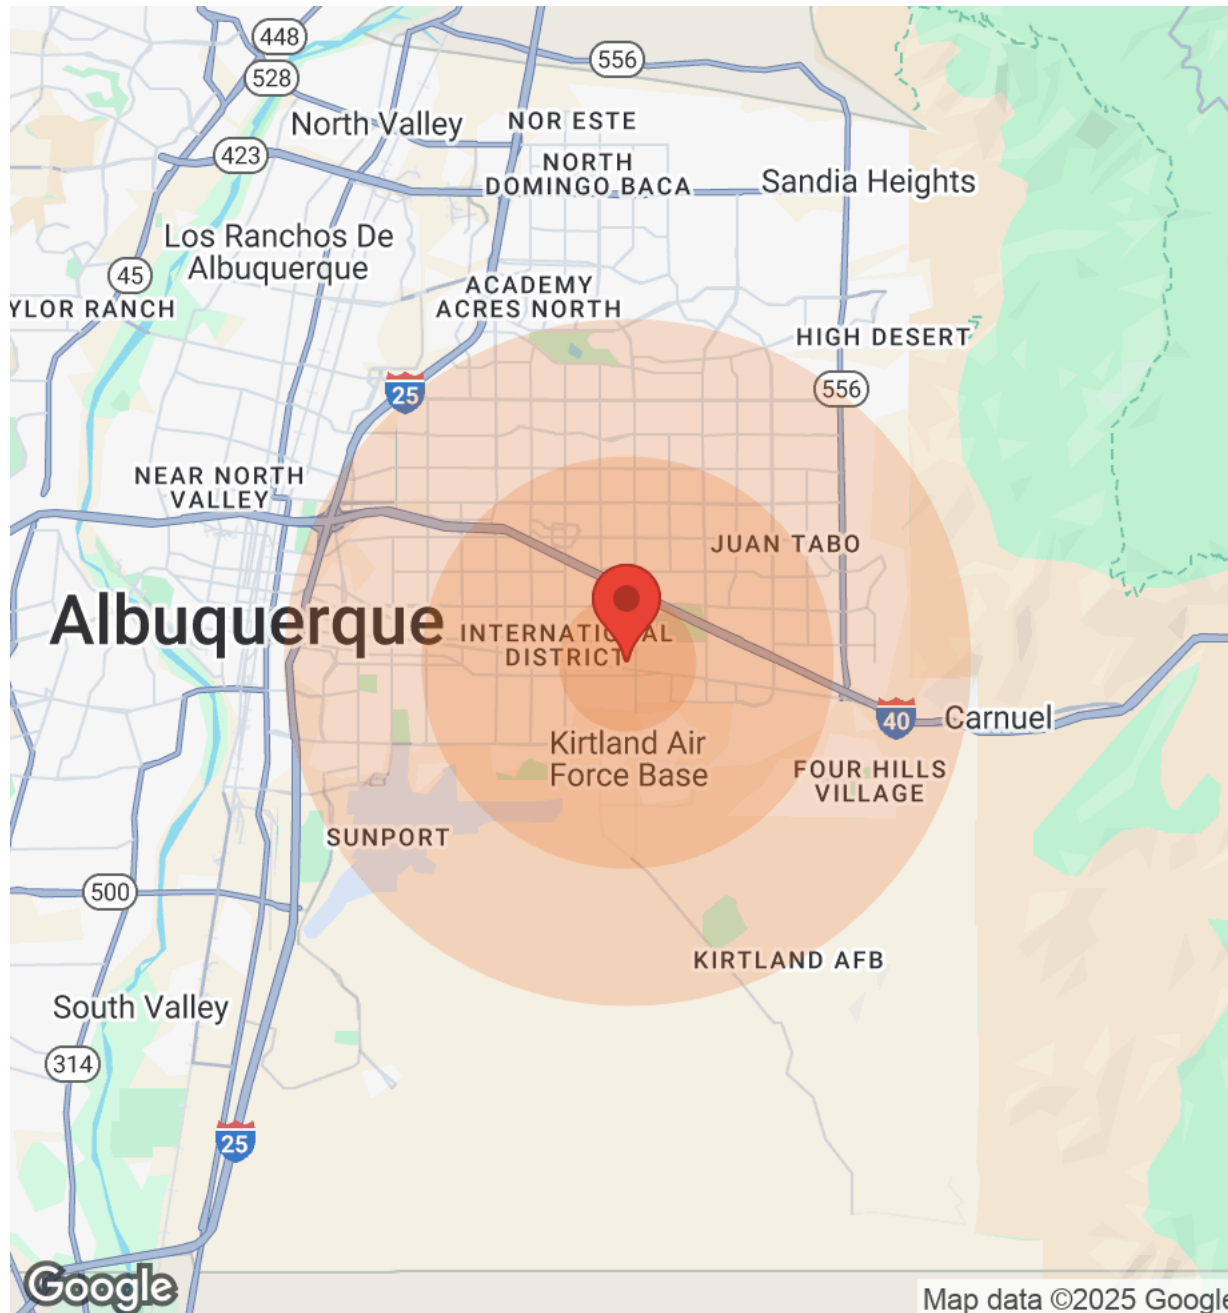 448
556
528
North Valley
NOR ESTE
423
NORTH
DOMINGO BACA
Sandia Heights
Los Ranchos De
Albuquerque
45
ACADEMY
ACRES NORTH
YLOR RANCH
HIGH DESERT
25
556
NEAR NORTH
VALLEY
JUAN TABO
Albuquerque
INTERNATIONAL
DISTRICT
40
Carnuel
Kirtland Air
Force Base
FOUR HILLS
VILLAGE
SUNPORT
500
KIRTLAND AFB
South Valley
314
25
Google
Map data ©2025 Google